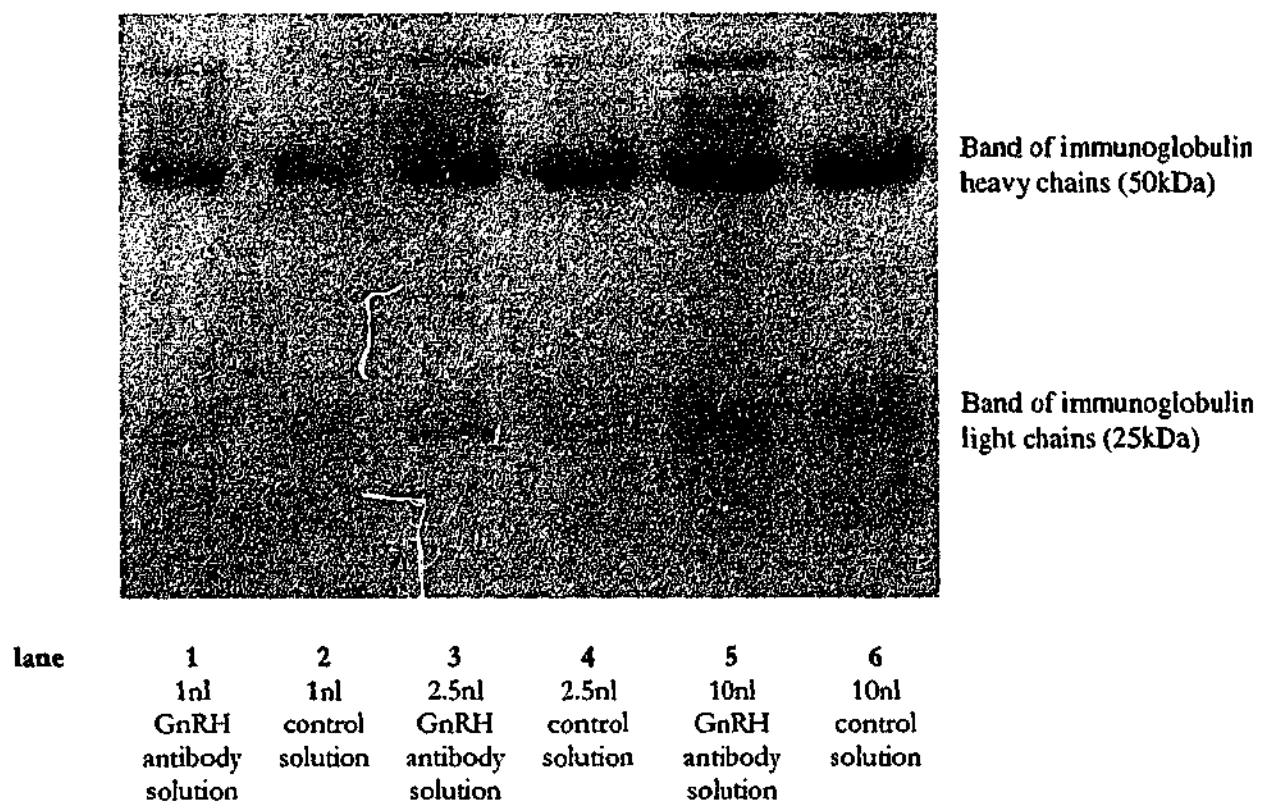 Band of immunoglobulin
heavy chains (50kDa)
Band of immunoglobulin
light chains (25kDa)
lane 1 2 3 4 5 6
1nl 1nl 2.5nl 2.5nl 10nl 10nl
GnRH control GnRH control GnRH control
antibody solution antibody solution antibody solution
solution solution solution